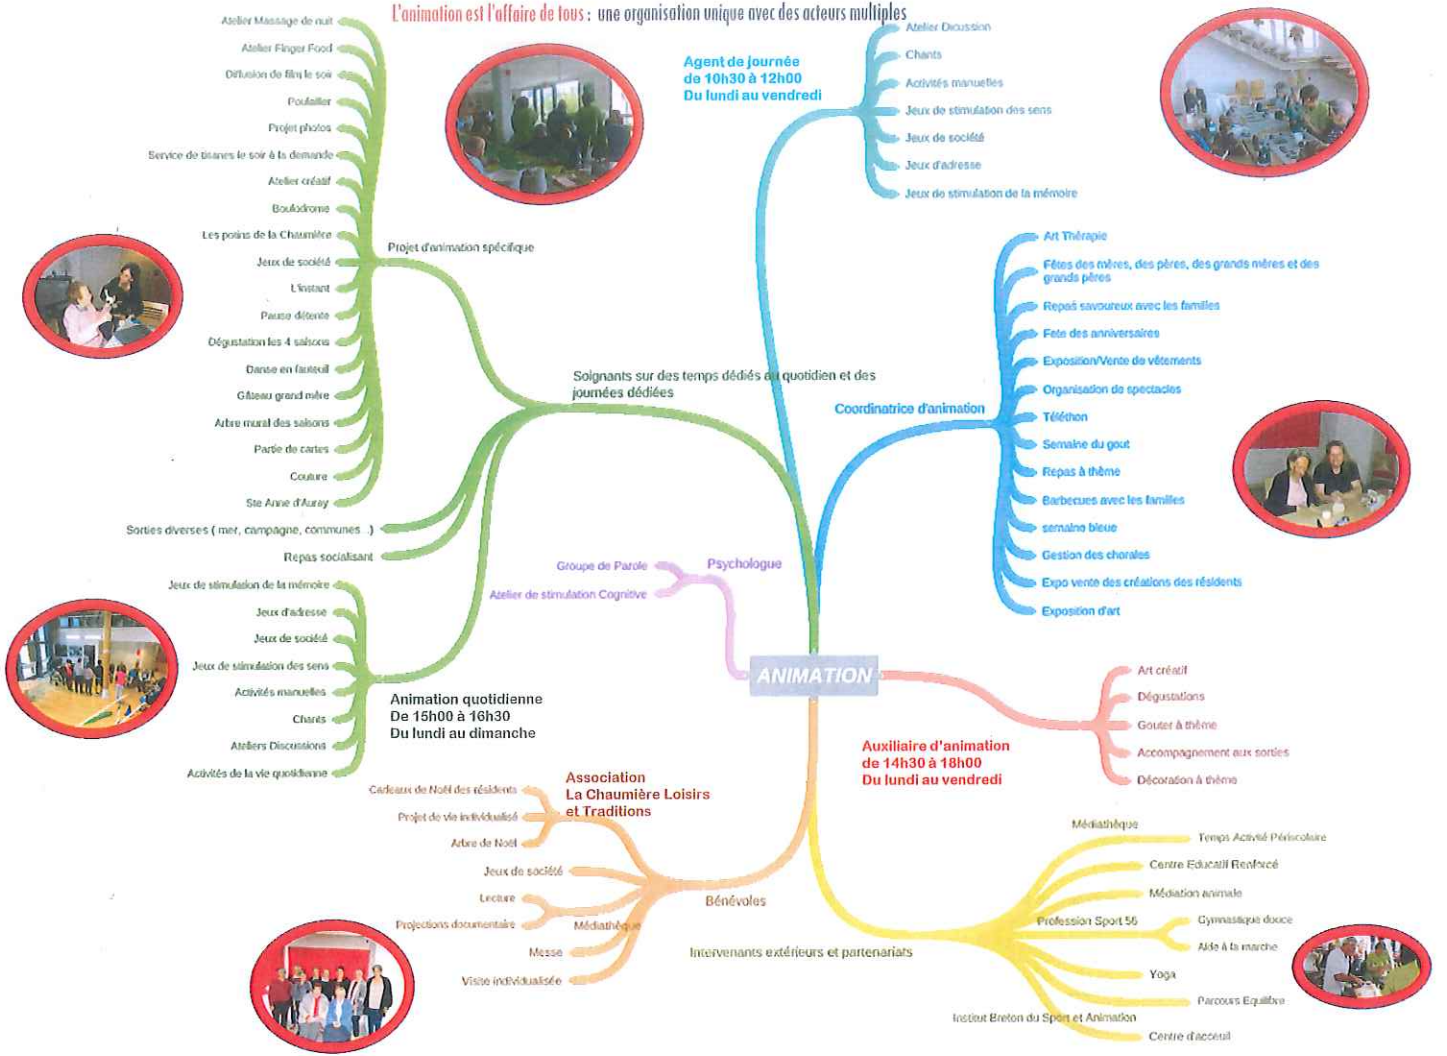 L'animation est l'affaire de tous : une organisation unique avec des acteurs multiples
Atelier Massage de nuit
Atelier Finger Food
Diffusion de film le soir
Poulailler
Projet photos
Service de tisanes le soir à la demande
Atelier créatif
Boulodrome
Les potins de la Chaumière
Jeux de société
L'instant
Pause détente
Dégustation les 4 saisons
Danse en fauteuil
Gâteau grand mère
Arbre mural des saisons
Partie de cartes
Couture
Ste Anne d'Auray
Projet d'animation spécifique
Sorties diverses ( mer, campagne, communes ..)
Repas socialisant
Soignants sur des temps dédiés au quotidien et des
journées dédiées
Jeux de stimulation de la mémoire
Jeux d'adresse
Jeux de société
Jeux de stimulation des sens
Activités manuelles
Chants
Ateliers Discussions
Activités de la vie quotidienne
Animation quotidienne
De 15h00 à 16h30
Du lundi au dimanche
Agent de journée
de 10h30 à 12h00
Du lundi au vendredi
Atelier Dicussion
Chants
Activités manuelles
Jeux de stimulation des sens
Jeux de société
Jeux d'adresse
Jeux de stimulation de la mémoire
Coordinatrice d'animation
Art Thérapie
Fêtes des mères, des pères, des grands mères et des
grands pères
Repas savoureux avec les familles
Fete des anniversaires
Exposition/Vente de vêtements
Organisation de spectacles
Téléthon
Semaine du gout
Repas à thème
Barbecues avec les familles
semaine bleue
Gestion des chorales
Expo vente des créations des résidents
Exposition d'art
Psychologue
Groupe de Parole
Atelier de stimulation Cognitive
ANIMATION
Auxiliaire d'animation
de 14h30 à 18h00
Du lundi au vendredi
Art créatif
Dégustations
Gouter à thème
Accompagnement aux sorties
Décoration à thème
Association
La Chaumière Loisirs
et Traditions
Cadeaux de Noël des résidents
Projet de vie individualisé
Arbre de Noël
Jeux de société
Lecture
Projections documentaire
Médiathèque
Messe
Visite individualisée
Bénévoles
Intervenants extérieurs et partenariats
Médiathèque
Temps Activité Périscolaire
Centre Educatif Renforcé
Médiation animale
Profession Sport 56
Gymnastique douce
Aide à la marche
Yoga
Parcours Equilibre
Institut Breton du Sport et Animation
Centre d'acceuil